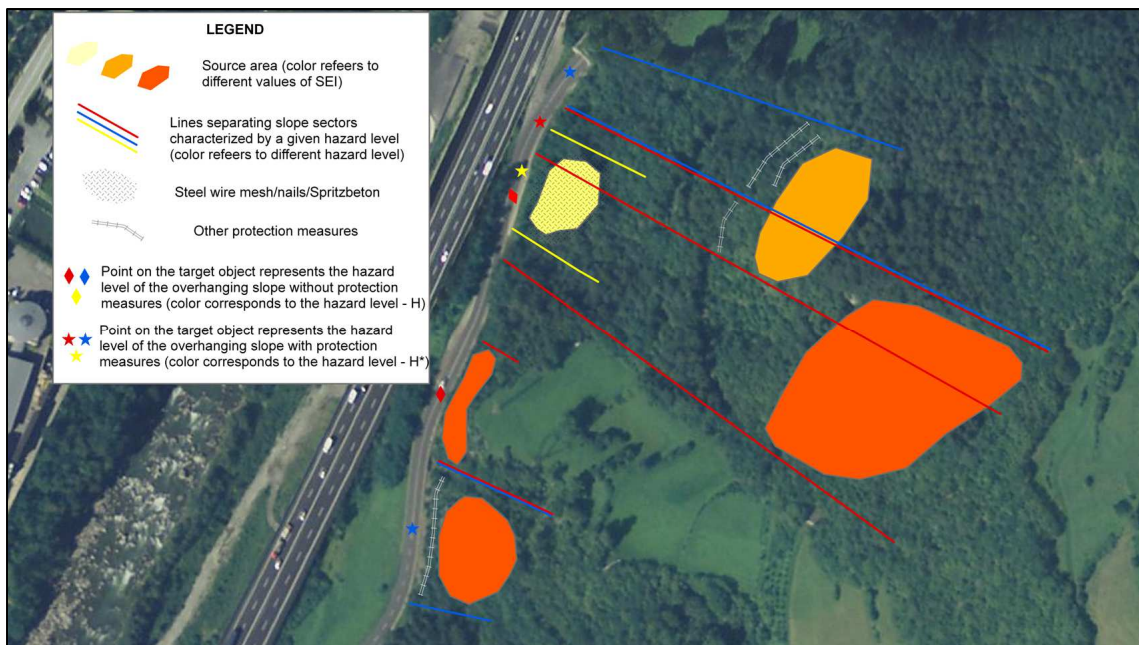 LEGEND
Source area (color refeers to
different values of SEI)
Lines separating slope sectors
characterized by a given hazard level
(color refeers to different hazard level)
Steel wire mesh/nails/Spritzbeton
Other protection measures
Point on the target object represents the hazard
level of the overhanging slope without protection
measures (color corresponds to the hazard level - H)
Point on the target object represents the hazard
level of the overhanging slope with protection
measures (color corresponds to the hazard level - H*)